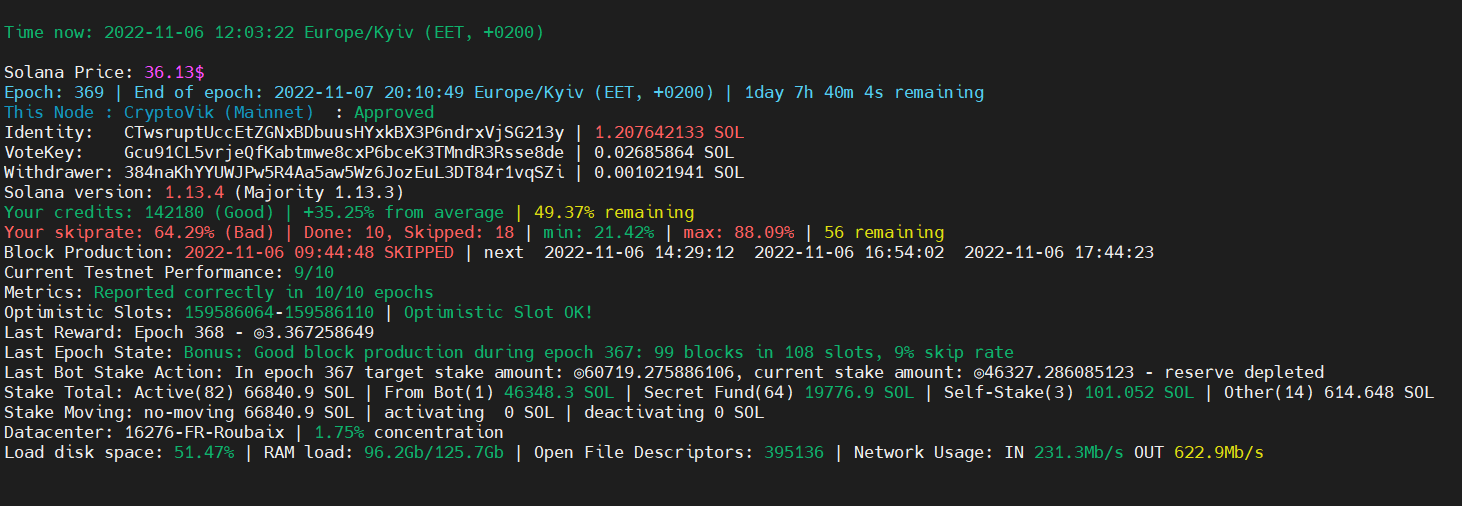 Time now: 2022-11-06 12:03:22 Europe/Kyiv (EET, +0200)
Solana Price: 36.13$
Epoch: 369 | End of epoch: 2022-11-07 20:10:49 Europe/Kyiv (EET, +0200) | 1day 7h 40m 4s remaining
This Node : CryptoVik (Mainnet)  : Approved
Identity:   CTwsruptUccEtZGNxBDbuusHYxkBX3P6ndrxVjSG213y | 1.207642133 SOL
VoteKey:    Gcu91CL5vrjeQfKabtmwe8cxP6bceK3TMndR3Rsse8de | 0.02685864 SOL
Withdrawer: 384naKhYYUWJPw5R4Aa5aw5Wz6JozEuL3DT84r1vqSZi | 0.001021941 SOL
Solana version: 1.13.4 (Majority 1.13.3)
Your credits: 142180 (Good) | +35.25% from average | 49.37% remaining
Your skiprate: 64.29% (Bad) | Done: 10, Skipped: 18 | min: 21.42% | max: 88.09% | 56 remaining
Block Production: 2022-11-06 09:44:48 SKIPPED | next  2022-11-06 14:29:12  2022-11-06 16:54:02  2022-11-06 17:44:23
Current Testnet Performance: 9/10
Metrics: Reported correctly in 10/10 epochs
Optimistic Slots: 159586064-159586110 | Optimistic Slot OK!
Last Reward: Epoch 368 - ◎3.367258649
Last Epoch State: Bonus: Good block production during epoch 367: 99 blocks in 108 slots, 9% skip rate
Last Bot Stake Action: In epoch 367 target stake amount: ◎60719.275886106, current stake amount: ◎46327.286085123 - reserve depleted
Stake Total: Active(82) 66840.9 SOL | From Bot(1) 46348.3 SOL | Secret Fund(64) 19776.9 SOL | Self-Stake(3) 101.052 SOL | Other(14) 614.648 SOL
Stake Moving: no-moving 66840.9 SOL | activating  0 SOL | deactivating 0 SOL
Datacenter: 16276-FR-Roubaix | 1.75% concentration
Load disk space: 51.47% | RAM load: 96.2Gb/125.7Gb | Open File Descriptors: 395136 | Network Usage: IN 231.3Mb/s OUT 622.9Mb/s